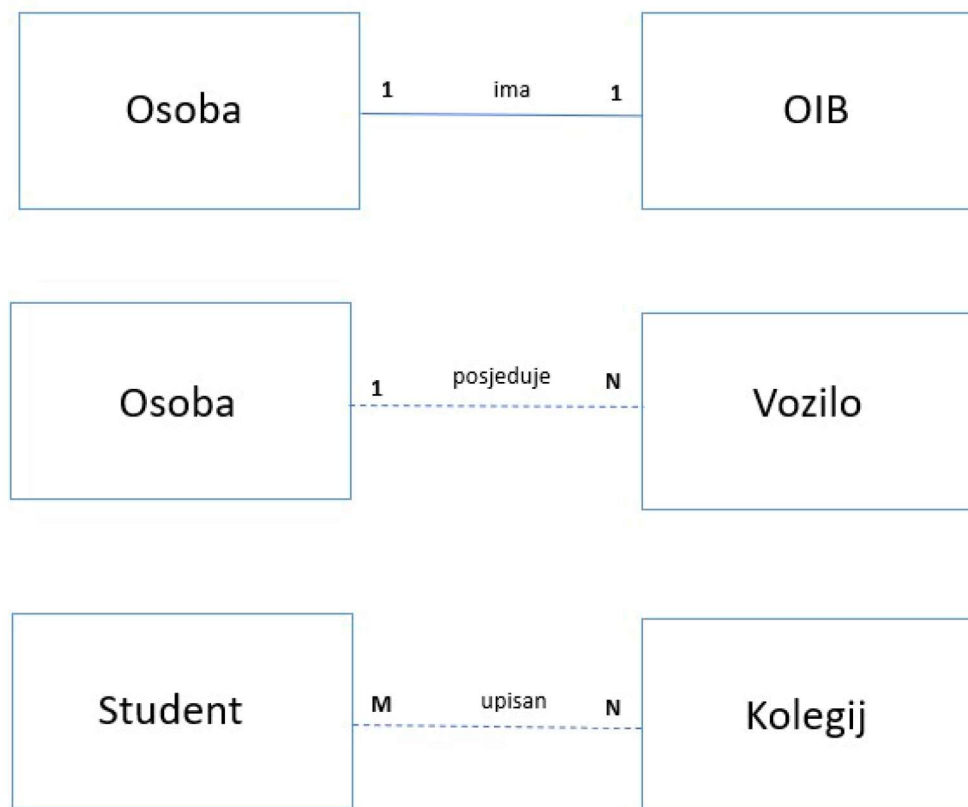 Osoba
1
ima
1
OIB
Osoba
1
posjeduje
N
Vozilo
Student
M
upisan
N
Kolegij